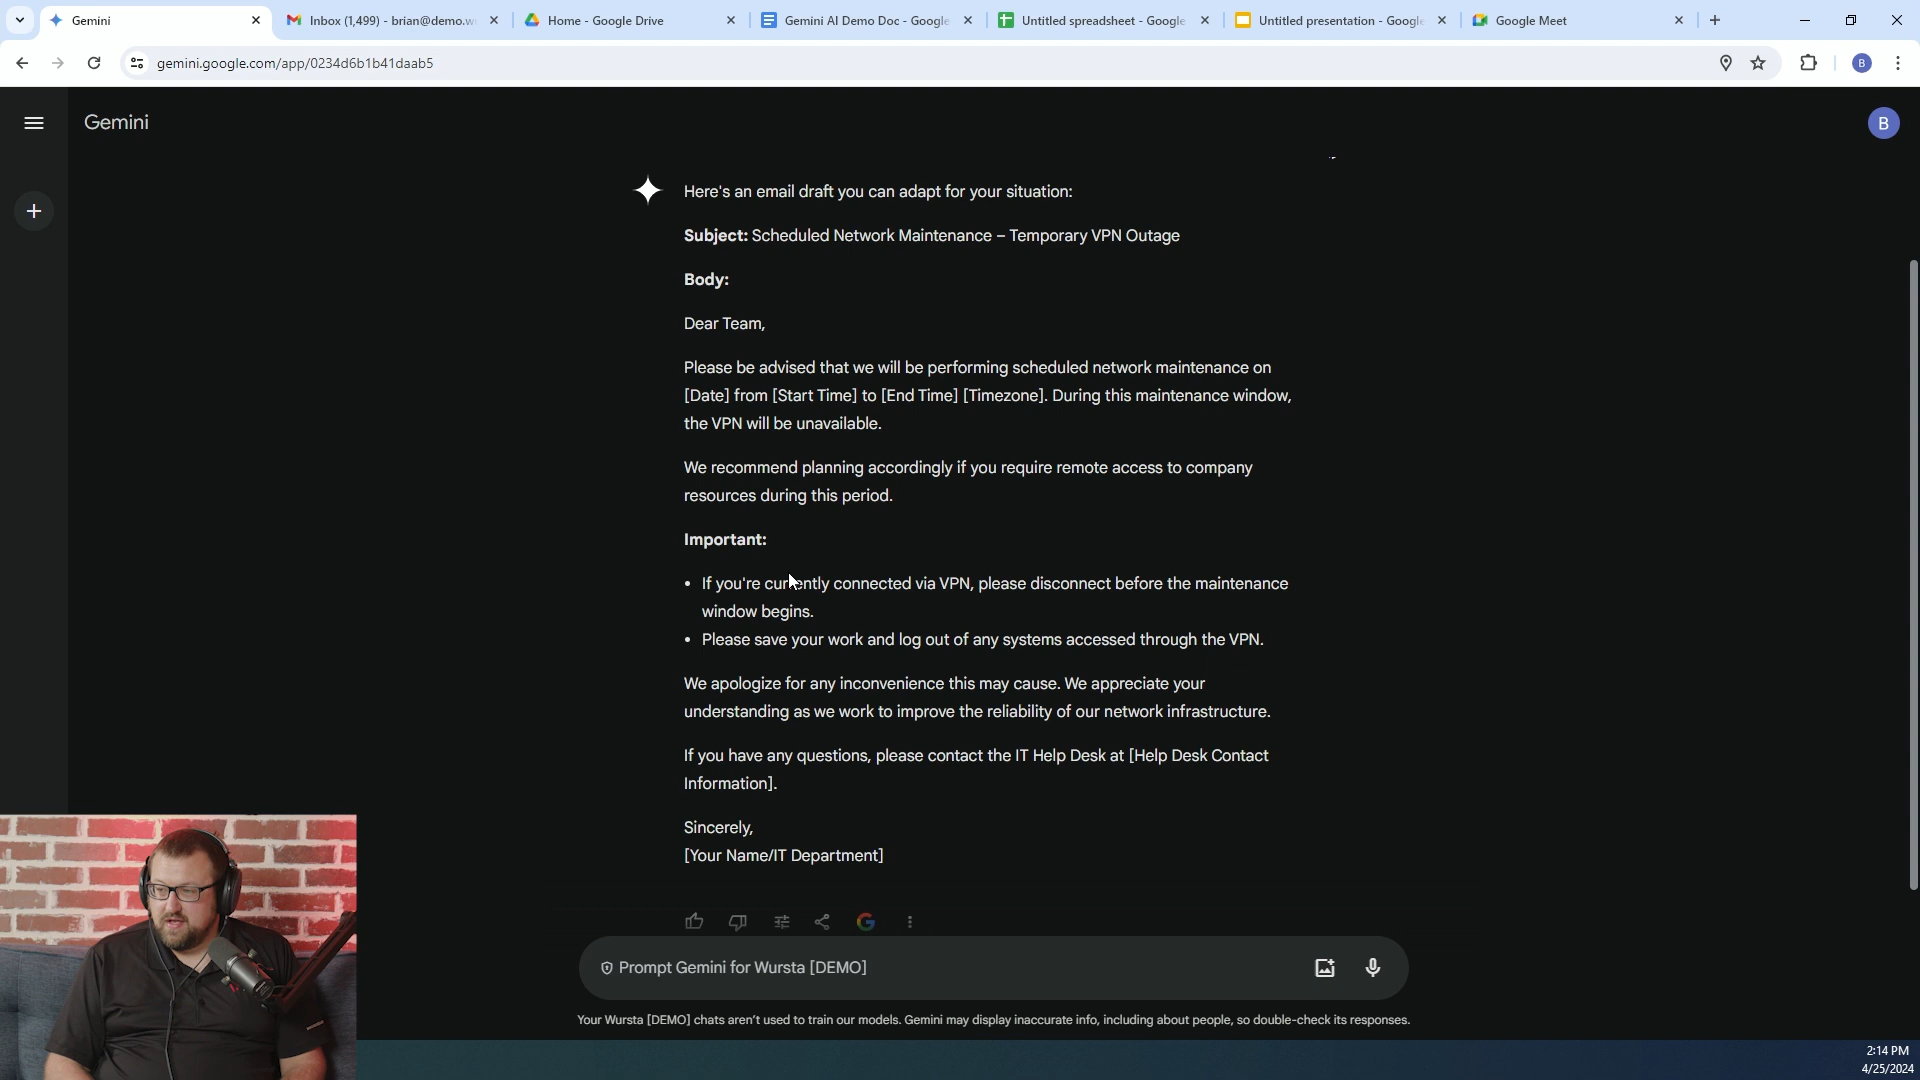 Gemini
Inbox (1,499) - brian@demo.w
Home - Google Drive
Gemini AI Demo Doc - Google
Untitled spreadsheet - Google
Untitled presentation - Google
Google Meet
gemini.google.com/app/0234d6b1b41daab5
B
Gemini
B
Here's an email draft you can adapt for your situation:
Subject: Scheduled Network Maintenance – Temporary VPN Outage
Body:
Dear Team,
Please be advised that we will be performing scheduled network maintenance on
[Date] from [Start Time] to [End Time] [Timezone]. During this maintenance window,
the VPN will be unavailable.
We recommend planning accordingly if you require remote access to company
resources during this period.
Important:
• If you're currently connected via VPN, please disconnect before the maintenance
window begins.
• Please save your work and log out of any systems accessed through the VPN.
We apologize for any inconvenience this may cause. We appreciate your
understanding as we work to improve the reliability of our network infrastructure.
If you have any questions, please contact the IT Help Desk at [Help Desk Contact
Information].
Sincerely,
[Your Name/IT Department]
Prompt Gemini for Wursta [DEMO]
Your Wursta [DEMO] chats aren't used to train our models. Gemini may display inaccurate info, including about people, so double-check its responses.
2:14 PM
4/25/2024